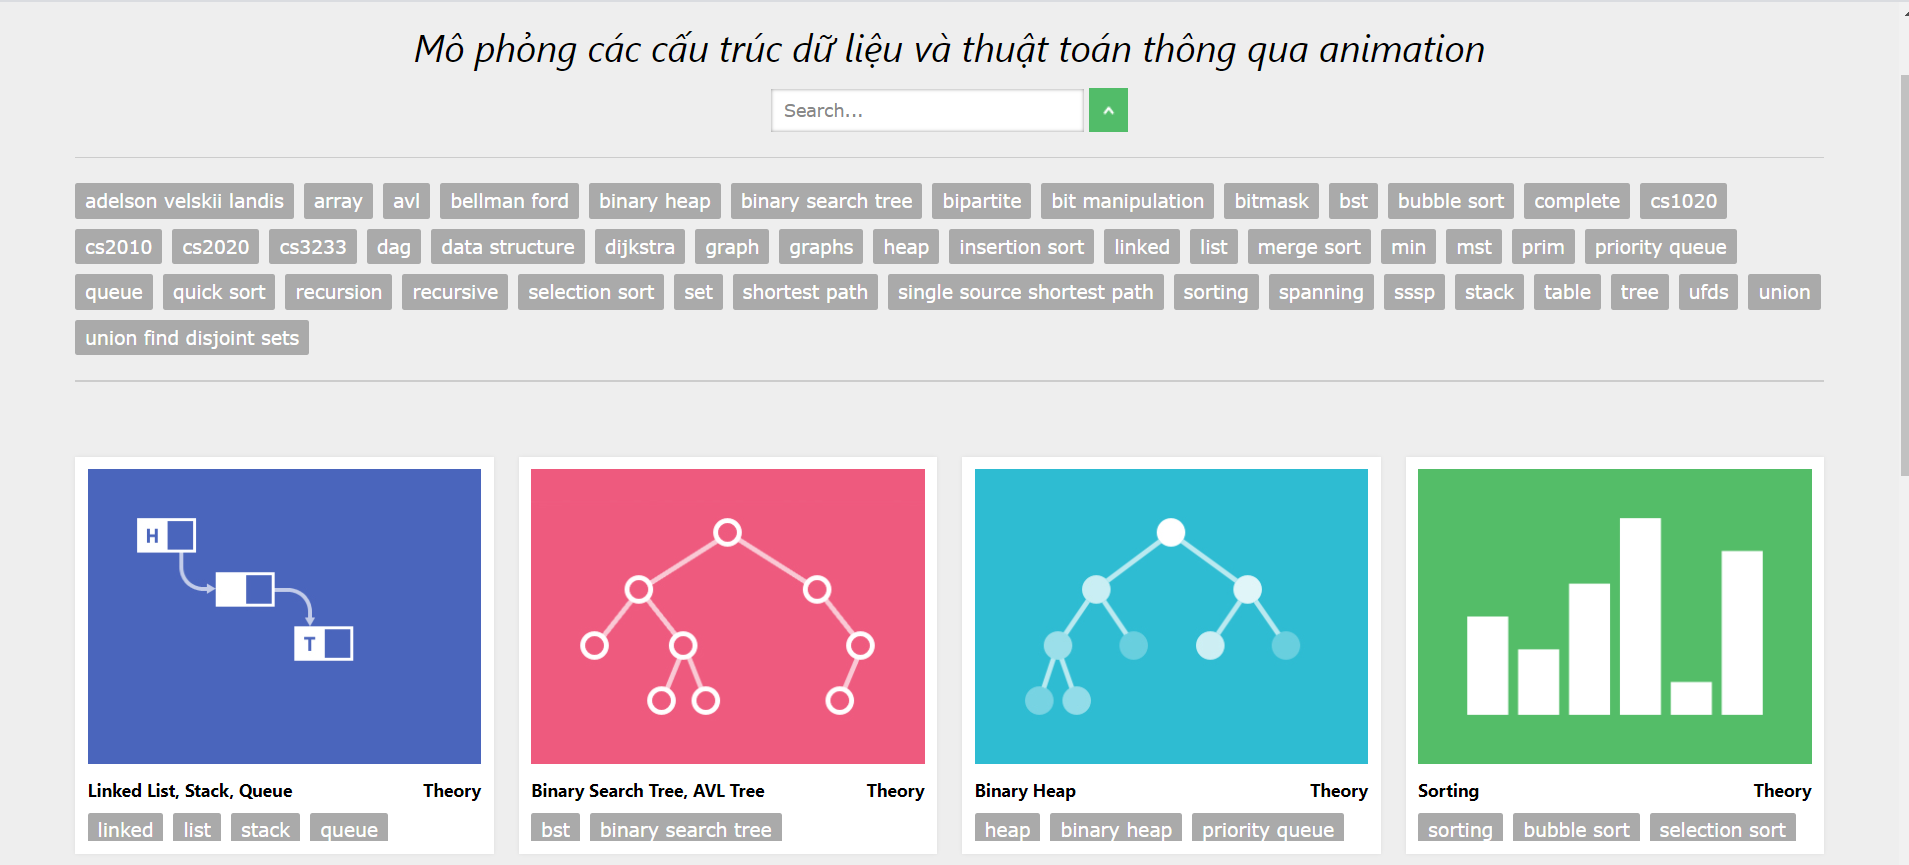 Mô phỏng các cấu trúc dữ liệu và thuật toán thông qua animation
Search...
adelson velskii landis array avl bellman ford binary heap binary search tree bipartite bit manipulation bitmask bst bubble sort complete cs1020
cs2010 cs2020 cs3233 dag data structure dijkstra graph graphs heap insertion sort linked list merge sort min mst prim priority queue
queue quick sort recursion recursive selection sort set shortest path single source shortest path sorting spanning sssp stack table tree ufds union
union find disjoint sets
H
T
Linked List, Stack, Queue Theory
linked list stack queue
Binary Search Tree, AVL Tree Theory
bst binary search tree
Binary Heap Theory
heap binary heap priority queue
Sorting Theory
sorting bubble sort selection sort